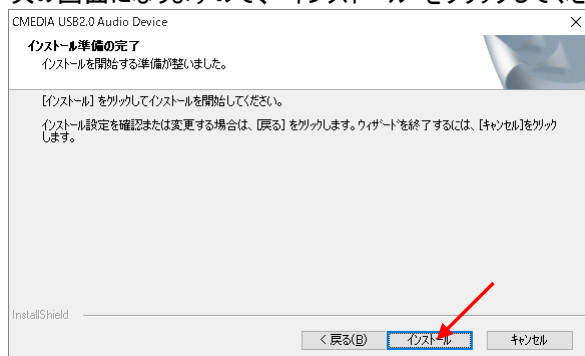 CMEDIA USB2.0 Audio Device
インストール準備の完了
インストールを開始する準備が整いました。
[インストール] をクリックしてインストールを開始してください。
インストール設定を確認または変更する場合は、[戻る] をクリックします。ウィザードを終了するには、[キャンセル]をクリック
します。
InstallShield
< 戻る(B)
インストール
キャンセル